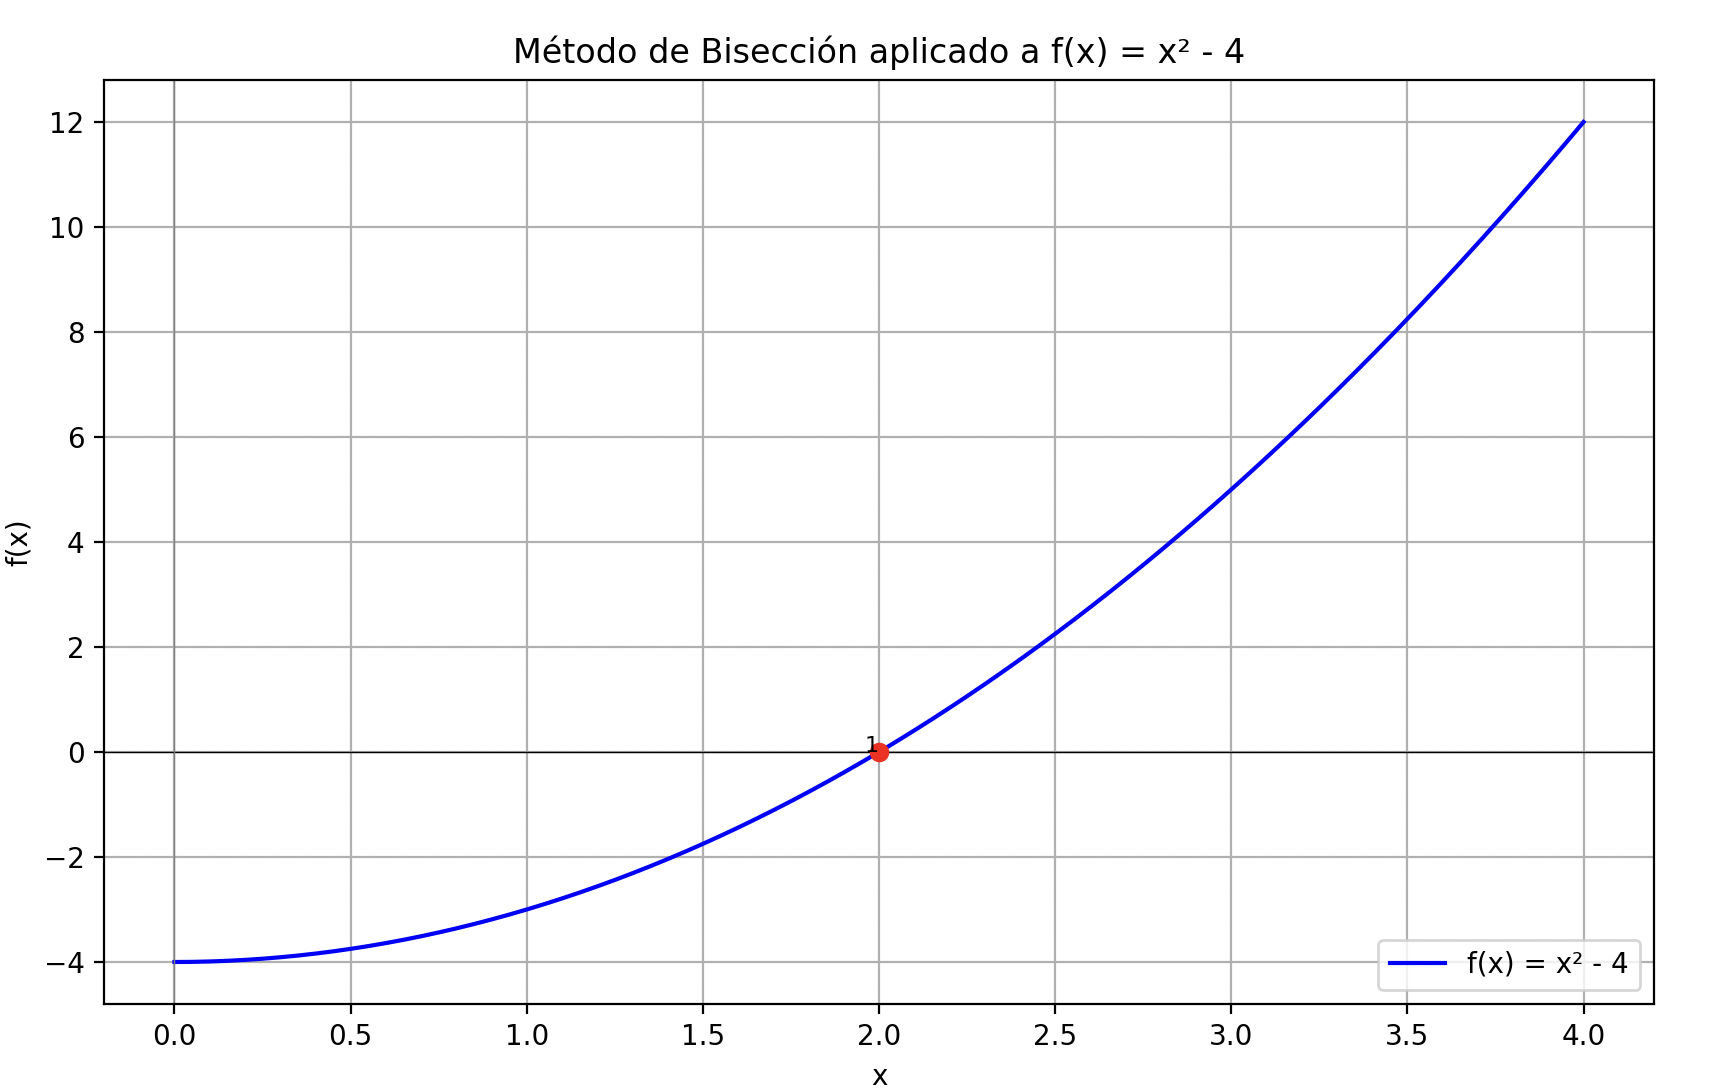 Método de Bisección aplicado a f(x) = x² - 4
12
10
8
6
4
2
0
−2
−4
f(x)
1
f(x) = x² - 4
0.0 0.5 1.0 1.5 2.0 2.5 3.0 3.5 4.0
x